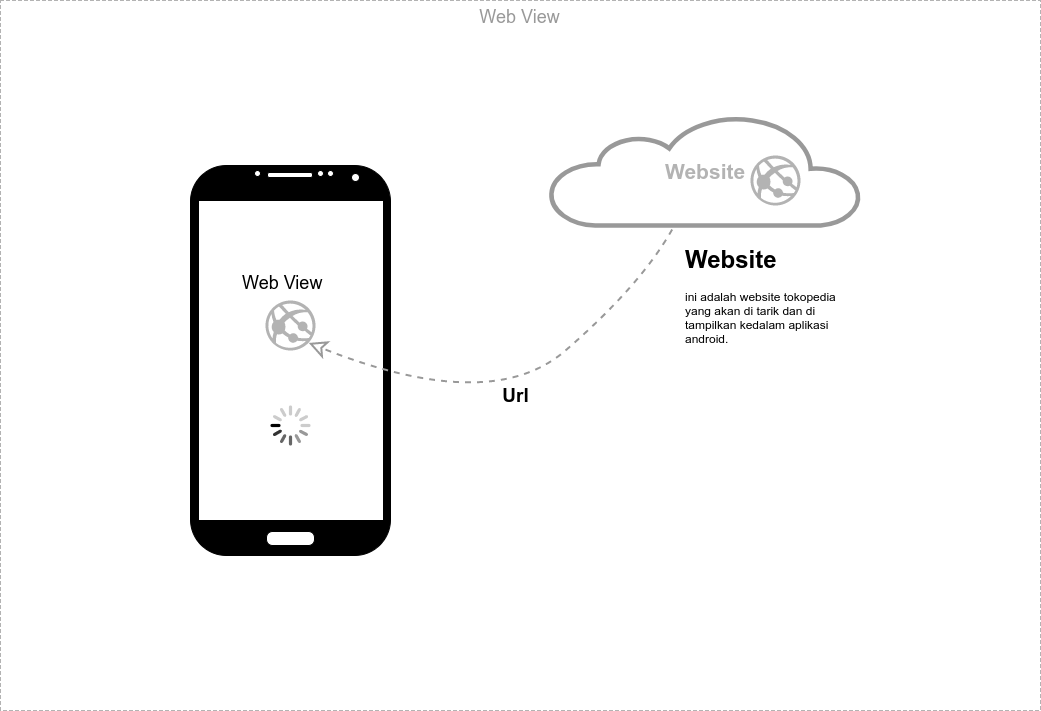 Web View
Website
Website
ini adalah website tokopedia
yang akan di tarik dan di
tampilkan kedalam aplikasi
android.
Web View
Url